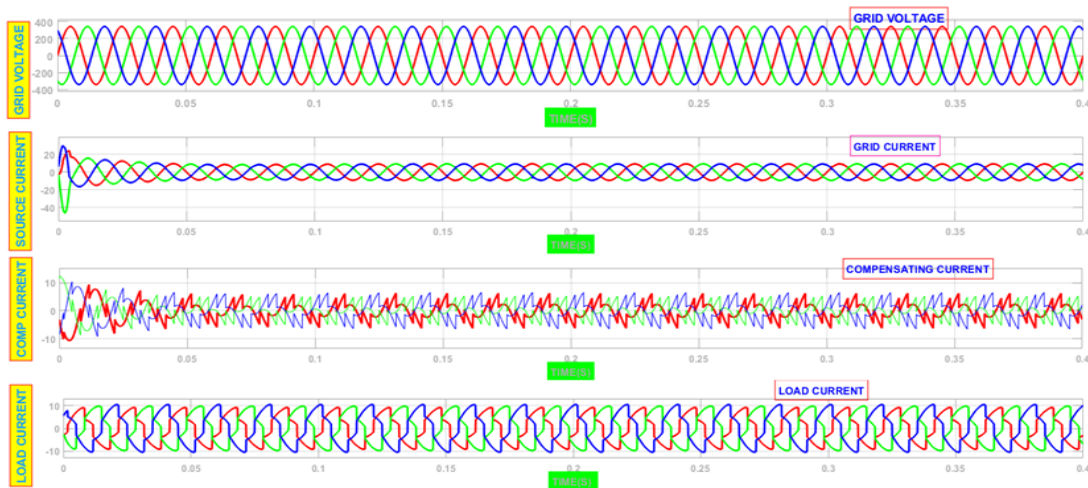 GRID VOLTAGE
400
200
0
-200
-400
GRID VOLTAGE
0 0.05 0.1 0.15 0.2 0.25 0.3 0.35 0.4
TIME(S)
SOURCE CURRENT
20
0
-20
-40
GRID CURRENT
0 0.05 0.1 0.15 0.2 0.25 0.3 0.35 0.4
TIME(S)
COMP CURRENT
10
0
-10
COMPENSATING CURRENT
0 0.05 0.1 0.15 0.2 0.25 0.3 0.35 0.4
TIME(S)
LOAD CURRENT
10
0
-10
LOAD CURRENT
0 0.05 0.1 0.15 0.2 0.25 0.3 0.35 0.4
TIME(S)